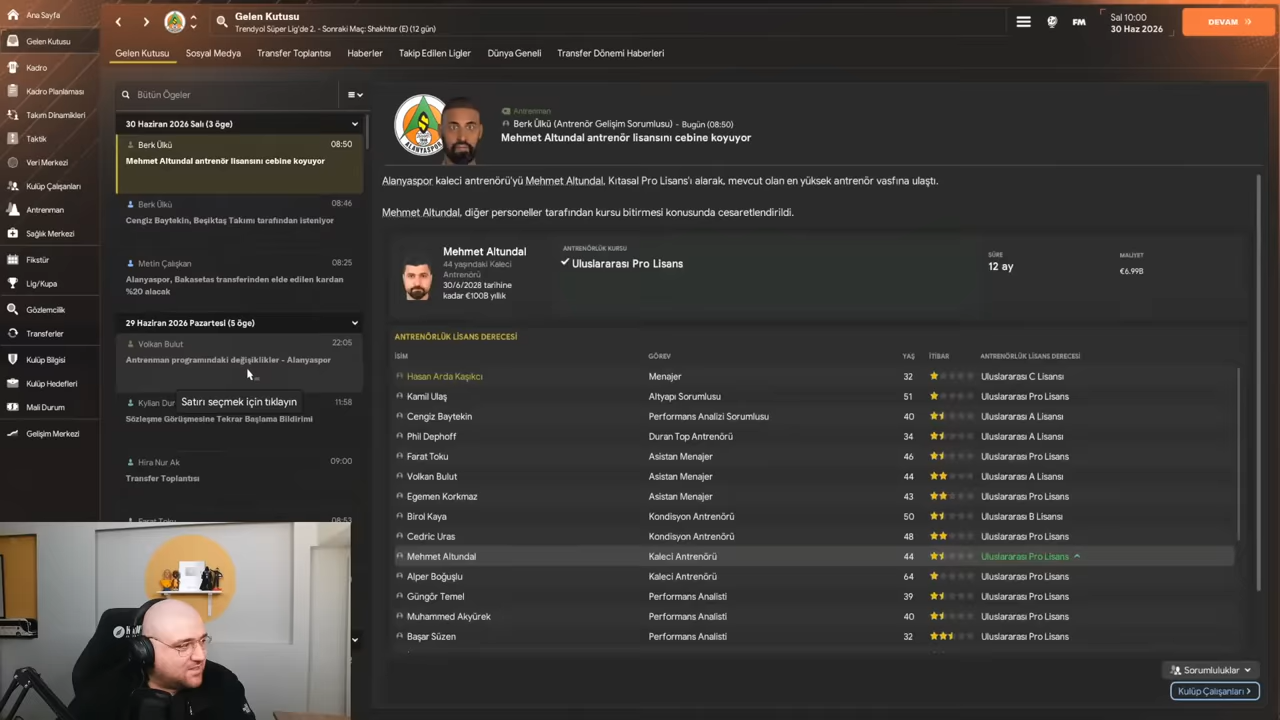 Ana Sayfa
Gelen Kutusu
Kadro
Kadro Planlaması
Takım Dinamikleri
Taktik
Veri Merkezi
Kulüp Çalışanları
Antrenman
Sağlık Merkezi
Fikstür
Lig/Kupa
Gözlemcilik
Transferler
Kulüp Bilgisi
Kulüp Hedefleri
Mali Durum
Gelişim Merkezi
Gelen Kutusu
Trendyol Süper Lig'de 2. - Sonraki Maç: Shakhtar (E) (12 gün)
FM
Sal 10:00
30 Haz 2026
DEVAM
Gelen Kutusu
Sosyal Medya
Transfer Toplantısı
Haberler
Takip Edilen Ligler
Dünya Geneli
Transfer Dönemi Haberleri
Bütün Ögeler
30 Haziran 2026 Salı (3 öge)
Berk Ülkü 08:50
Mehmet Altundal antrenör lisansını cebine koyuyor
Berk Ülkü 08:46
Cengiz Baytekin, Beşiktaş Takımı tarafından isteniyor
Metin Çalışkan 08:25
Alanyaspor, Bakasetas transferinden elde edilen kardan
%20 alacak
29 Haziran 2026 Pazartesi (5 öge)
Volkan Bulut 22:05
Antrenman programındaki değişiklikler - Alanyaspor
Satırı seçmek için tıklayın
Kylian Dur 11:58
Sözleşme Görüşmesine Tekrar Başlama Bildirimi
Hira Nur Ak 09:00
Transfer Toplantısı
Farat Toku 08:53
Antrenman
Berk Ülkü (Antrenör Gelişim Sorumlusu) - Bugün (08:50)
Mehmet Altundal antrenör lisansını cebine koyuyor
Alanyaspor kaleci antrenörü'yü Mehmet Altundal, Kıtasal Pro Lisans'ı alarak, mevcut olan en yüksek antrenör vasfına ulaştı.
Mehmet Altundal, diğer personeller tarafından kursu bitirmesi konusunda cesaretlendirildi.
Mehmet Altundal
44 yaşındaki Kaleci
Antrenörü
30/6/2028 tarihine
kadar €100B yıllık
ANTRENÖRLÜK KURSU
Uluslararası Pro Lisans
SÜRE
12 ay
MALIYET
€6.99B
ANTRENÖRLÜK LİSANS DERECESİ
İSİM GÖREV YAŞ İTİBAR ANTRENÖRLÜK LİSANS DERECESİ
Hasan Arda Kaşıkcı Menajer 32 Uluslararası C Lisansı
Kamil Ulaş Altyapı Sorumlusu 51 Uluslararası Pro Lisans
Cengiz Baytekin Performans Analizi Sorumlusu 40 Uluslararası A Lisansı
Phil Dephoff Duran Top Antrenörü 34 Uluslararası A Lisansı
Farat Toku Asistan Menajer 46 Uluslararası Pro Lisans
Volkan Bulut Asistan Menajer 44 Uluslararası A Lisansı
Egemen Korkmaz Asistan Menajer 43 Uluslararası Pro Lisans
Birol Kaya Kondisyon Antrenörü 50 Uluslararası B Lisansı
Cedric Uras Kondisyon Antrenörü 48 Uluslararası Pro Lisans
Mehmet Altundal Kaleci Antrenörü 44 Uluslararası Pro Lisans
Alper Boğuşlu Kaleci Antrenörü 64 Uluslararası Pro Lisans
Güngör Temel Performans Analisti 39 Uluslararası Pro Lisans
Muhammed Akyürek Performans Analisti 40 Uluslararası Pro Lisans
Başar Süzen Performans Analisti 32 Uluslararası Pro Lisans
Sorumluluklar
Kulüp Çalışanları